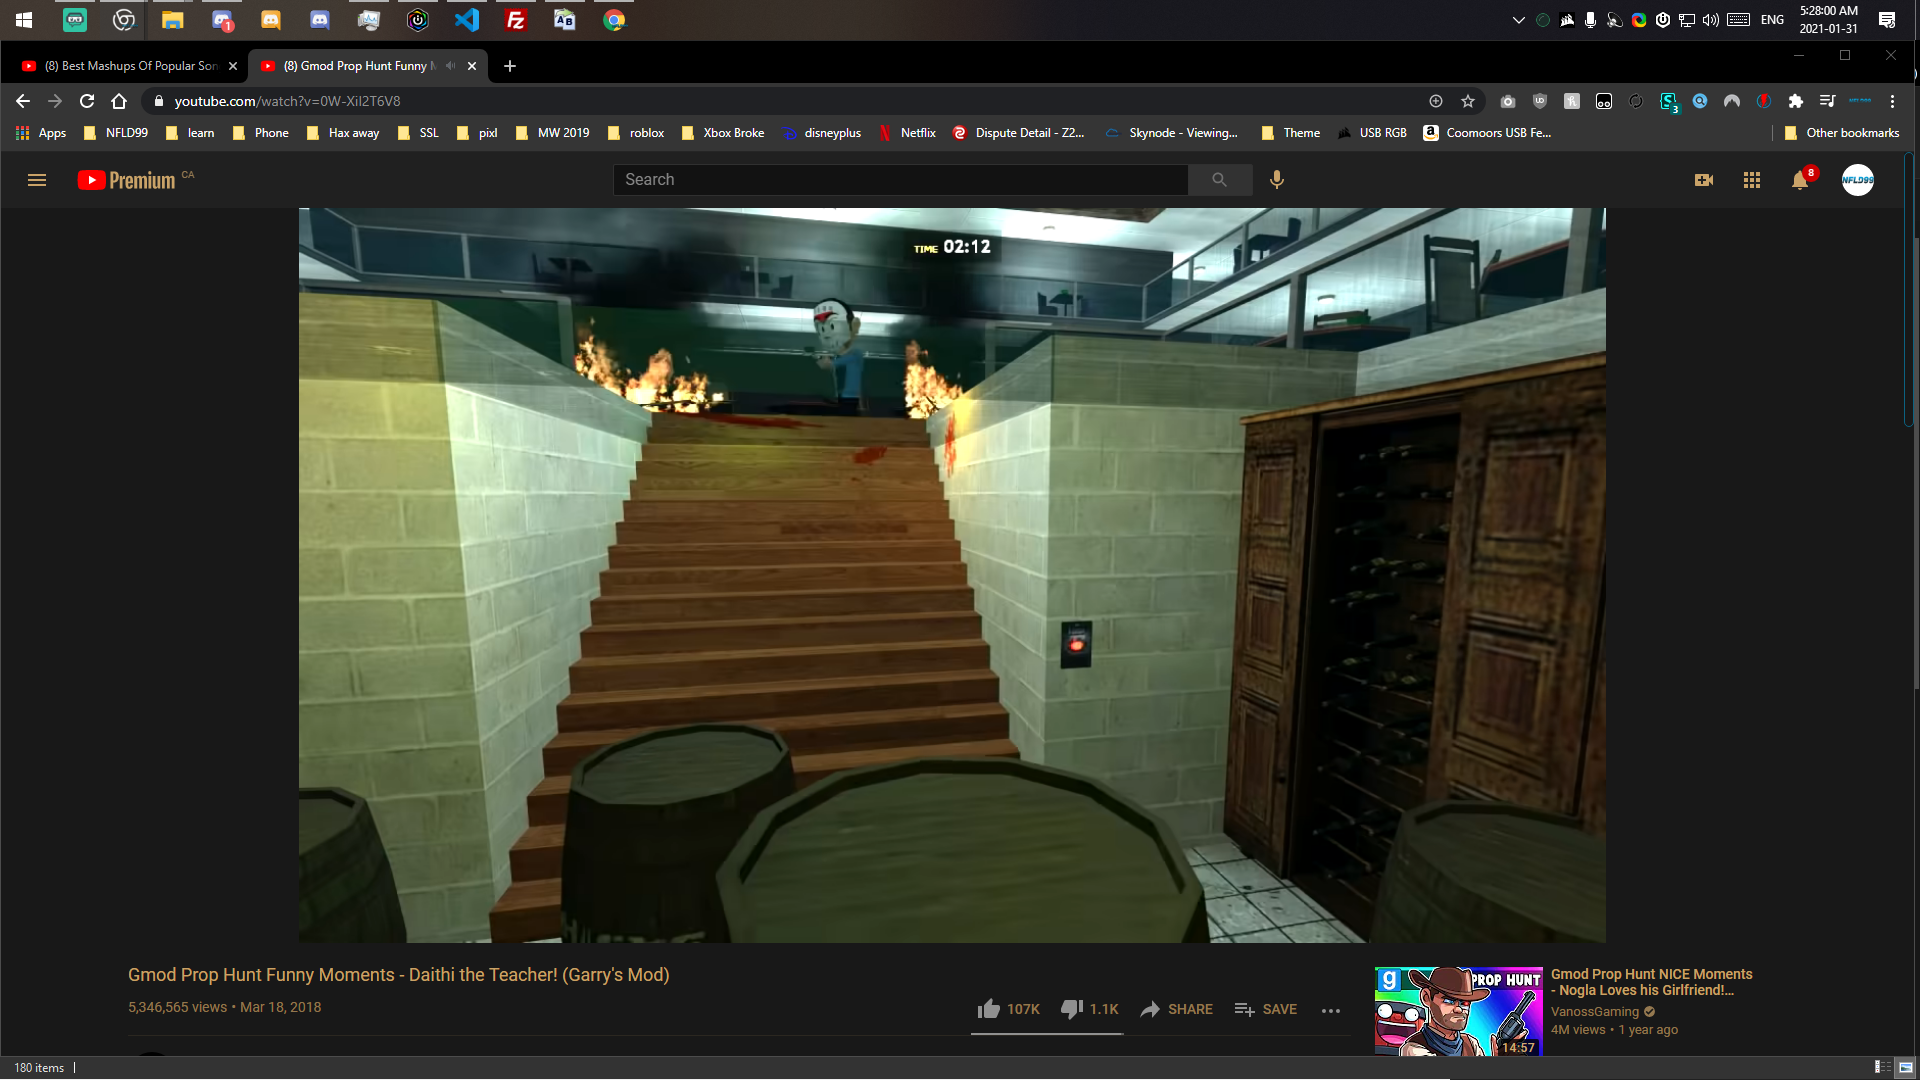 1
ENG
5:28:00 AM
2021-01-31
(8) Best Mashups Of Popular Son
(8) Gmod Prop Hunt Funny M
youtube.com/watch?v=0W-XiI2T6V8
3
Apps
NFLD99
learn
Phone
Hax away
SSL
pixl
MW 2019
roblox
Xbox Broke
disneyplus
Netflix
Dispute Detail - Z2...
Skynode - Viewing...
Theme
USB RGB
Coomoors USB Fe...
Other bookmarks
Premium CA
Search
8
NFLD99
TIME 02:12
Gmod Prop Hunt Funny Moments - Daithi the Teacher! (Garry's Mod)
5,346,565 views • Mar 18, 2018
107K
1.1K
SHARE
SAVE
g
PROP HUNT
14:57
Gmod Prop Hunt NICE Moments
- Nogla Loves his Girlfriend!...
VanossGaming
4M views • 1 year ago
180 items